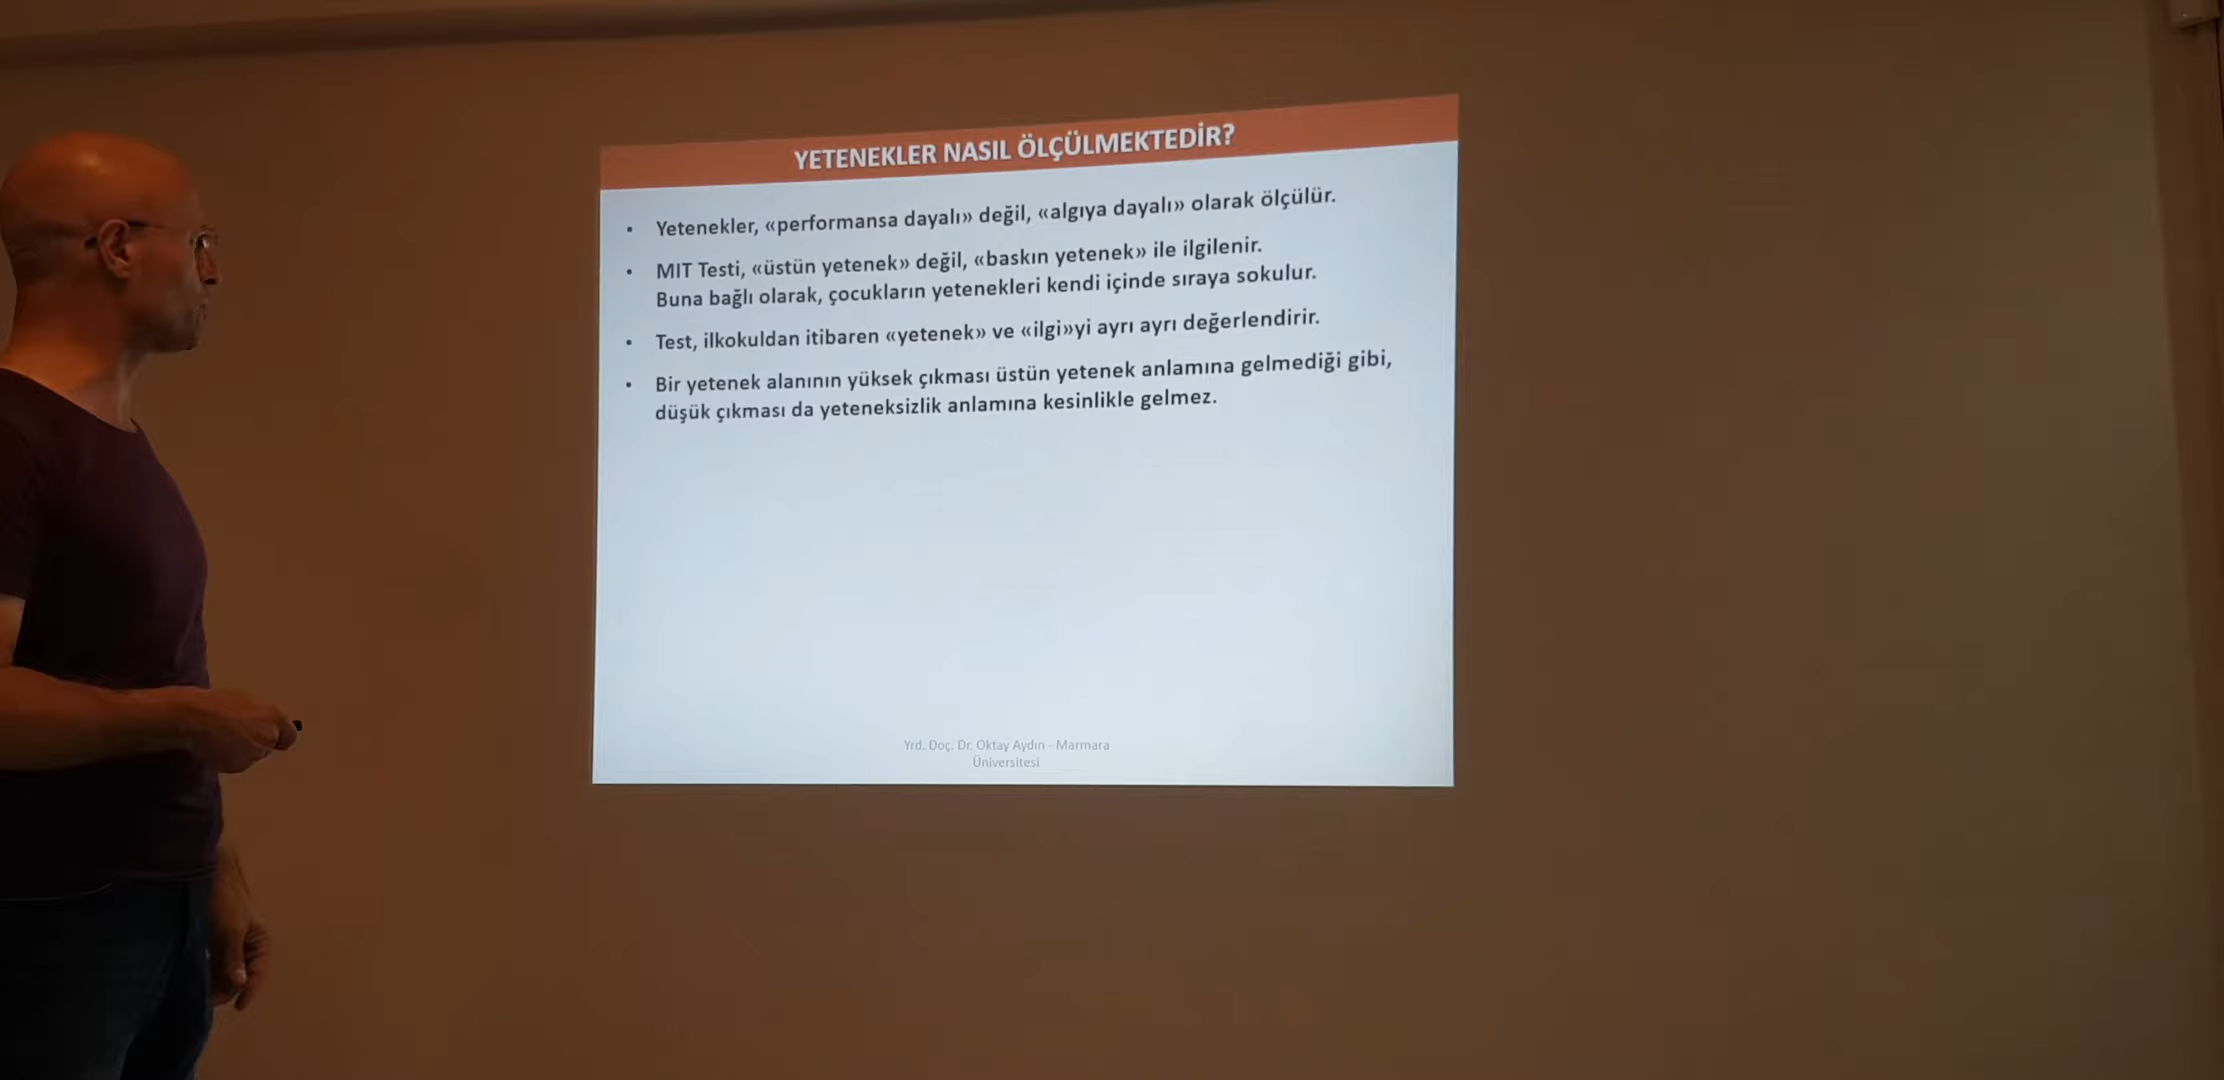 YETENEKLER NASIL ÖLÇÜLMEKTEDİR?
• Yetenekler, «performansa dayalı» değil, «algıya dayalı» olarak ölçülür.
• MIT Testi, «üstün yetenek» değil, «baskın yetenek» ile ilgilenir.
Buna bağlı olarak, çocukların yetenekleri kendi içinde sıraya sokulur.
• Test, ilkokuldan itibaren «yetenek» ve «ilgi»yi ayrı ayrı değerlendirir.
• Bir yetenek alanının yüksek çıkması üstün yetenek anlamına gelmediği gibi,
düşük çıkması da yeteneksizlik anlamına kesinlikle gelmez.
Yrd. Doç. Dr. Oktay Aydın - Marmara
Üniversitesi